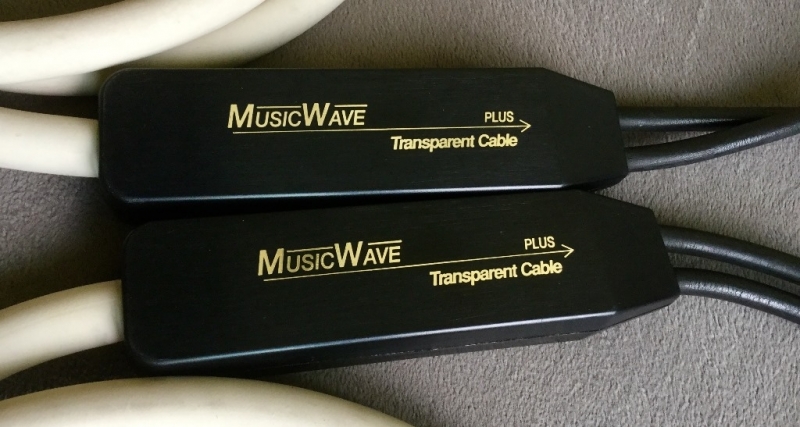 MUSICWAVE
PLUS
Transparent Cable
MUSICWAVE
PLUS
Transparent Cable